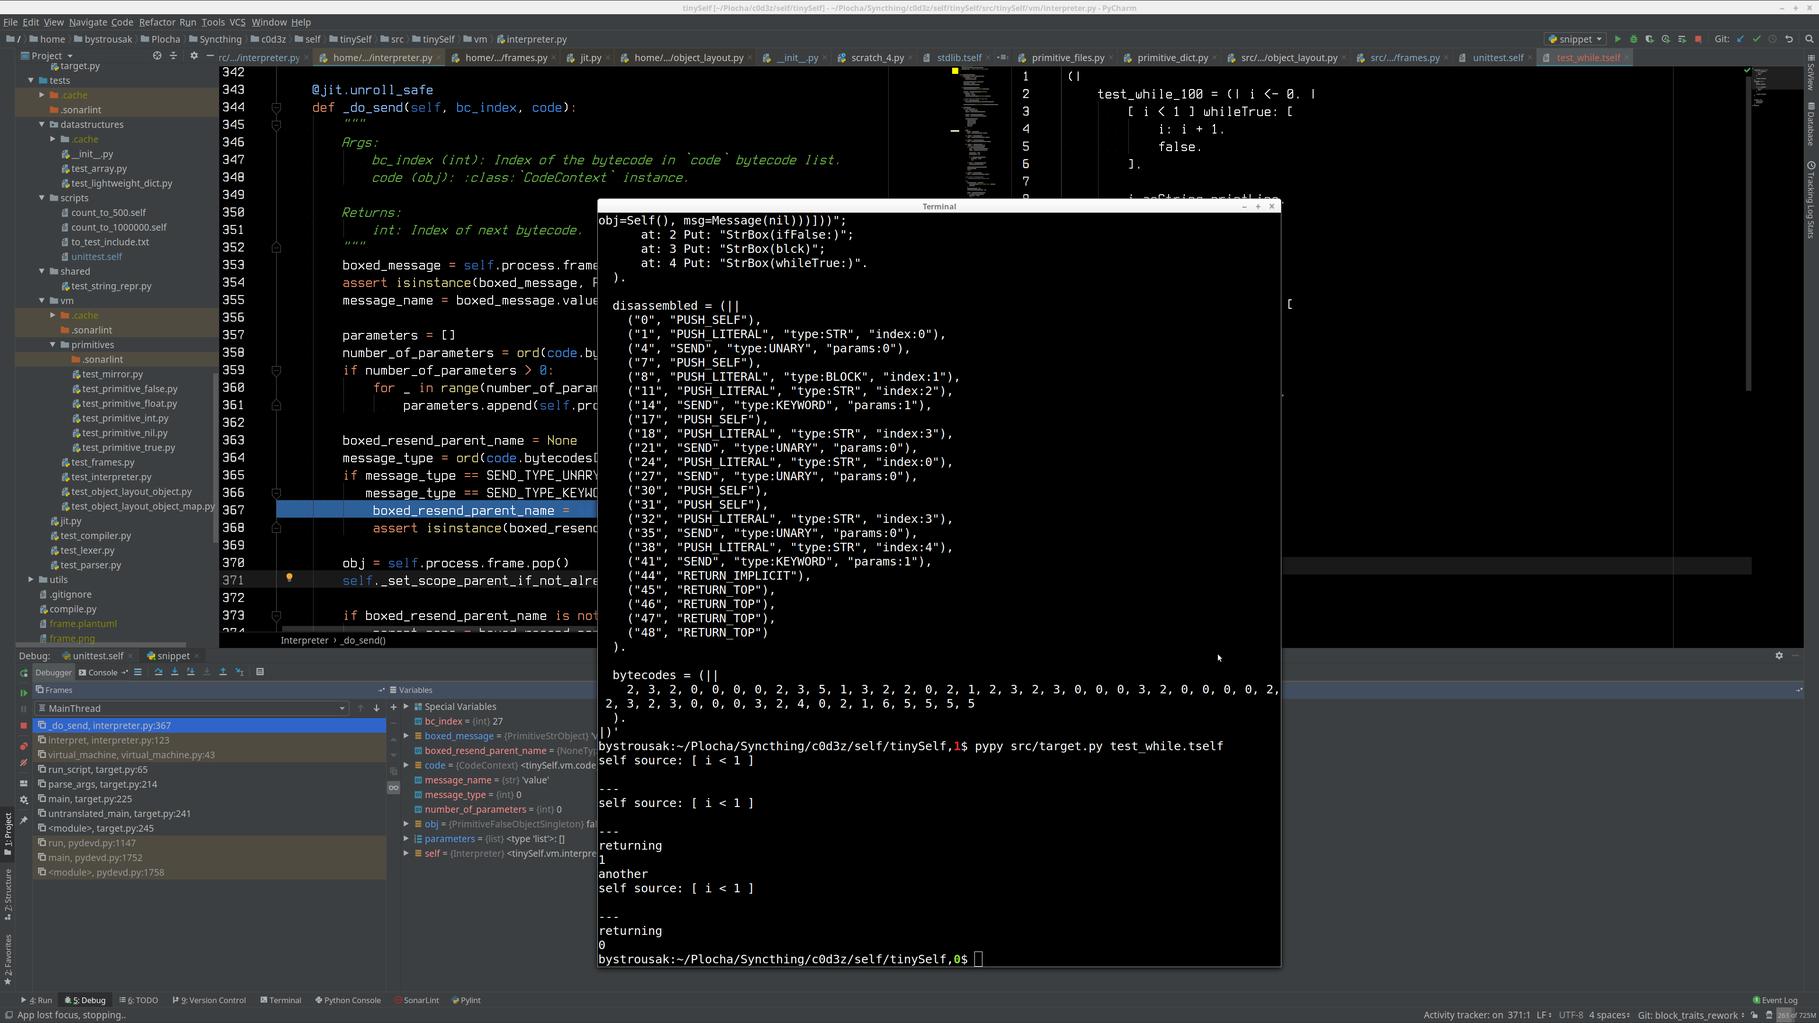 tinySelf [~/Plocha/Syncthing/c0d3z/self/tinySelf] - ~/Plocha/Syncthing/c0d3z/self/tinySelf/src/tinySelf/vm/interpreter.py - PyCharm
File Edit View Navigate Code Refactor Run Tools VCS Window Help
/ home bystrousak Plocha Syncthing c0d3z self tinySelf src tinySelf vm interpreter.py snippet Git:
Project
rc/.../interpreter.py home/.../interpreter.py home/.../frames.py jit.py home/.../object_layout.py __init__.py scratch_4.py stdlib.tself primitive_files.py primitive_dict.py src/.../object_layout.py src/.../frames.py unittest.self test_while.tself
target.py
tests
.cache
.sonarlint
datastructures
.cache
__init__.py
test_array.py
test_lightweight_dict.py
scripts
count_to_500.self
count_to_1000000.self
to_test_include.txt
unittest.self
shared
test_string_repr.py
vm
.cache
.sonarlint
primitives
.sonarlint
test_mirror.py
test_primitive_false.py
test_primitive_float.py
test_primitive_int.py
test_primitive_nil.py
test_primitive_true.py
test_frames.py
test_interpreter.py
test_object_layout_object.py
test_object_layout_object_map.py
jit.py
test_compiler.py
test_lexer.py
test_parser.py
utils
.gitignore
compile.py
frame.plantuml
frame.png
342
343 @jit.unroll_safe
344 def _do_send(self, bc_index, code):
345 """
346 Args:
347 bc_index (int): Index of the bytecode in `code` bytecode list.
348 code (obj): :class:`CodeContext` instance.
349
350 Returns:
351 int: Index of next bytecode.
352 """
353 boxed_message = self.process.frame
354 assert isinstance(boxed_message, P
355 message_name = boxed_message.value
356
357 parameters = []
358 number_of_parameters = ord(code.by
359 if number_of_parameters > 0:
360 for _ in range(number_of_param
361 parameters.append(self.pro
362
363 boxed_resend_parent_name = None
364 message_type = ord(code.bytecodes[
365 if message_type == SEND_TYPE_UNARY
366 message_type == SEND_TYPE_KEYWO
367 boxed_resend_parent_name =
368 assert isinstance(boxed_resend
369
370 obj = self.process.frame.pop()
371 self._set_scope_parent_if_not_alre
372
373 if boxed_resend_parent_name is not
Interpreter › _do_send()
1 (|
2 test_while_100 = (| i <- 0. |
3 [ i < 1 ] whileTrue: [
4 i: i + 1.
5 false.
6 ].
7
[
Terminal
obj=Self(), msg=Message(nil)))]))";
at: 2 Put: "StrBox(ifFalse:)";
at: 3 Put: "StrBox(blck)";
at: 4 Put: "StrBox(whileTrue:)".
).
disassembled = (||
("0", "PUSH_SELF"),
("1", "PUSH_LITERAL", "type:STR", "index:0"),
("4", "SEND", "type:UNARY", "params:0"),
("7", "PUSH_SELF"),
("8", "PUSH_LITERAL", "type:BLOCK", "index:1"),
("11", "PUSH_LITERAL", "type:STR", "index:2"),
("14", "SEND", "type:KEYWORD", "params:1"),
("17", "PUSH_SELF"),
("18", "PUSH_LITERAL", "type:STR", "index:3"),
("21", "SEND", "type:UNARY", "params:0"),
("24", "PUSH_LITERAL", "type:STR", "index:0"),
("27", "SEND", "type:UNARY", "params:0"),
("30", "PUSH_SELF"),
("31", "PUSH_SELF"),
("32", "PUSH_LITERAL", "type:STR", "index:3"),
("35", "SEND", "type:UNARY", "params:0"),
("38", "PUSH_LITERAL", "type:STR", "index:4"),
("41", "SEND", "type:KEYWORD", "params:1"),
("44", "RETURN_IMPLICIT"),
("45", "RETURN_TOP"),
("46", "RETURN_TOP"),
("47", "RETURN_TOP"),
("48", "RETURN_TOP")
).
bytecodes = (||
2, 3, 2, 0, 0, 0, 0, 2, 3, 5, 1, 3, 2, 2, 0, 2, 1, 2, 3, 2, 3, 0, 0, 0, 3, 2, 0, 0, 0, 0, 2,
2, 3, 2, 3, 0, 0, 0, 3, 2, 4, 0, 2, 1, 6, 5, 5, 5, 5
).
|)'
bystrousak:~/Plocha/Syncthing/c0d3z/self/tinySelf,1$ pypy src/target.py test_while.tself
self source: [ i < 1 ]
---
self source: [ i < 1 ]
---
returning
1
another
self source: [ i < 1 ]
---
returning
0
bystrousak:~/Plocha/Syncthing/c0d3z/self/tinySelf,0$
Debug: unittest.self snippet
Debugger Console
Frames
MainThread
_do_send, interpreter.py:367
interpret, interpreter.py:123
virtual_machine, virtual_machine.py:43
run_script, target.py:65
parse_args, target.py:214
main, target.py:225
untranslated_main, target.py:241
<module>, target.py:245
run, pydevd.py:1147
main, pydevd.py:1752
<module>, pydevd.py:1758
Variables
Special Variables
bc_index = {int} 27
boxed_message = {PrimitiveStrObject} 'v
boxed_resend_parent_name = {NoneTyp
code = {CodeContext} <tinySelf.vm.code
message_name = {str} 'value'
message_type = {int} 0
number_of_parameters = {int} 0
obj = {PrimitiveFalseObjectSingleton} fal
parameters = {list} <type 'list'>: []
self = {Interpreter} <tinySelf.vm.interpre
1: Project
7: Structure
2: Favorites
SciView
Database
Tracking Long Stay
4: Run 5: Debug 6: TODO 9: Version Control Terminal Python Console SonarLint Pylint Event Log
App lost focus, stopping.. Activity tracker: on 371:1 LF UTF-8 4 spaces Git: block_traits_rework 263 of 725M